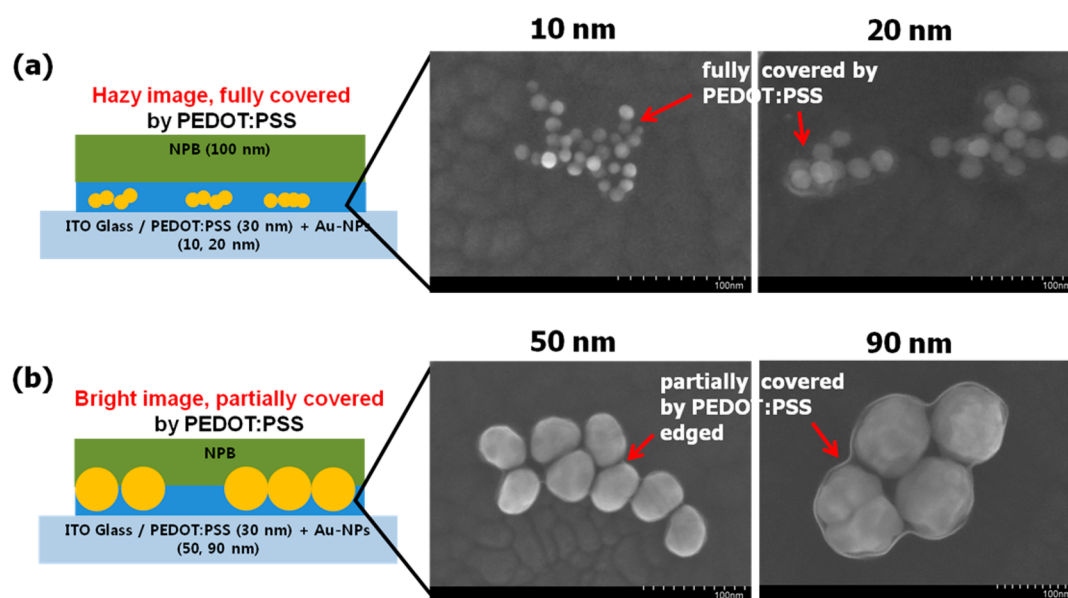 10 nm
20 nm
(a)
Hazy image, fully covered
by PEDOT:PSS
NPB (100 nm)
ITO Glass / PEDOT:PSS (30 nm) + Au-NPs
(10, 20 nm)
fully covered by
PEDOT:PSS
100nm
100nm
50 nm
90 nm
(b)
Bright image, partially covered
by PEDOT:PSS
NPB
ITO Glass / PEDOT:PSS (30 nm) + Au-NPs
(50, 90 nm)
partially covered
by PEDOT:PSS
edged
100nm
100nm